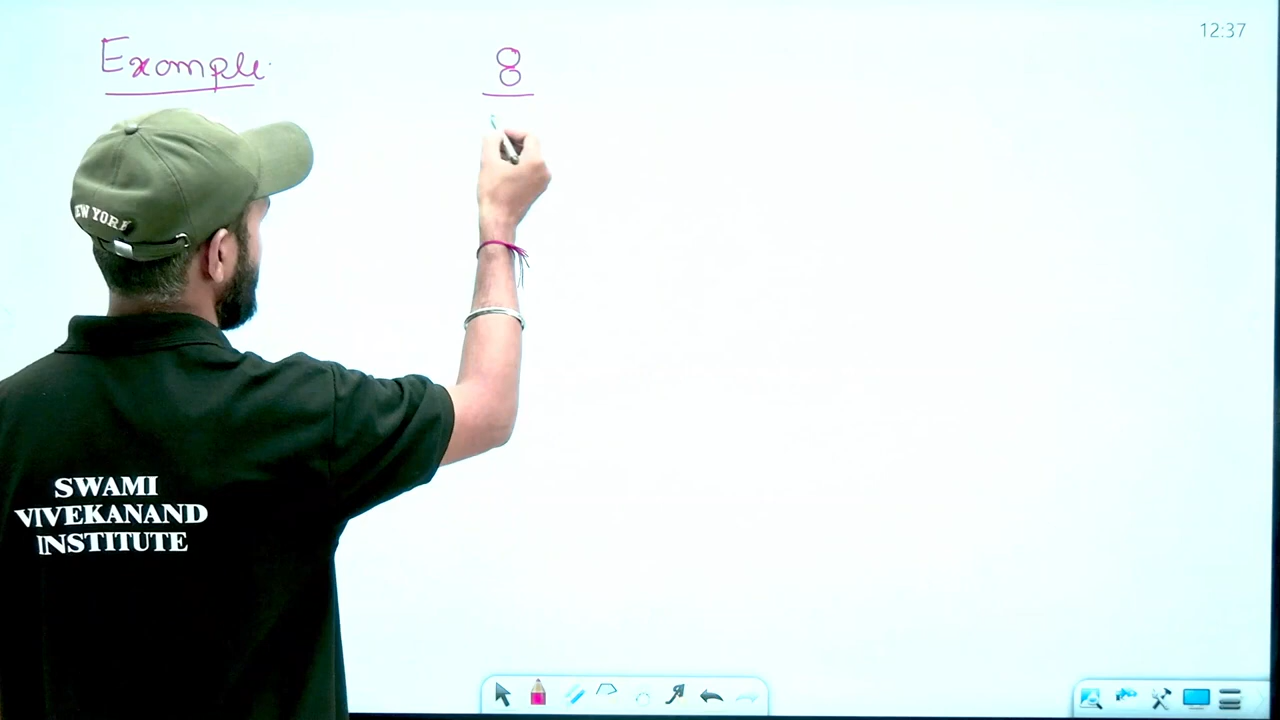 Example
8
12:37
NEW YORK
SWAMI
VIVEKANAND
INSTITUTE